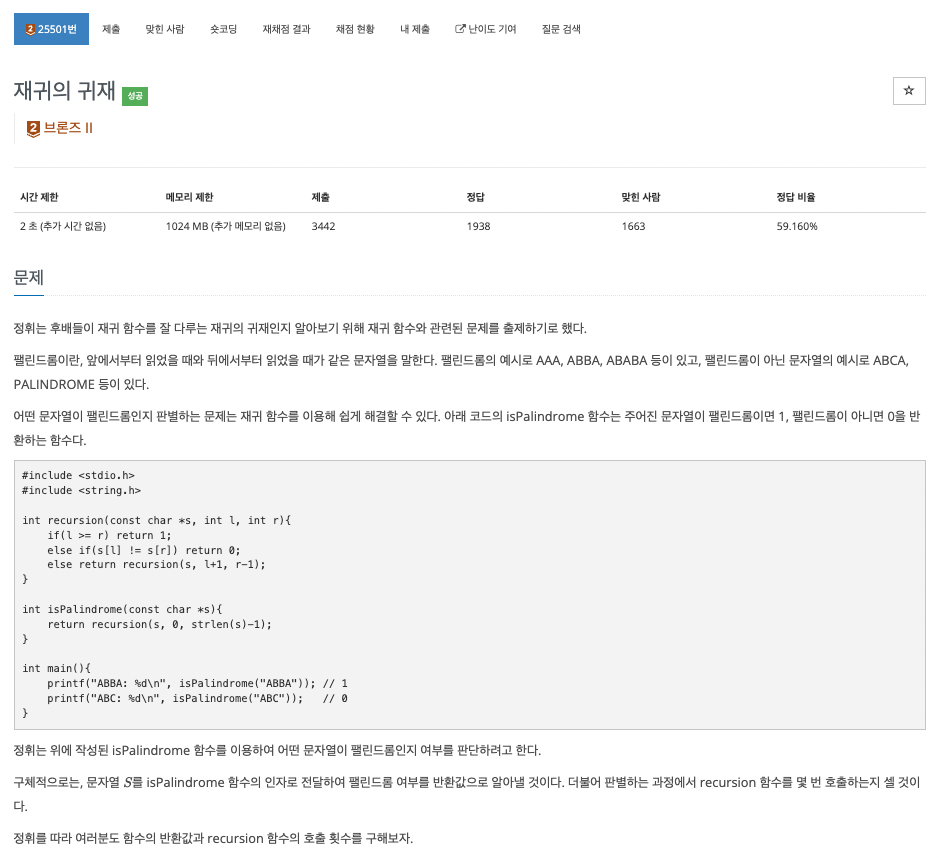 2 25501번 제출 맞힌 사람 숏코딩 재채점 결과 채점 현황 내 제출 난이도 기여 질문 검색
재귀의 귀재 성공 ☆
2 브론즈 II
시간 제한 메모리 제한 제출 정답 맞힌 사람 정답 비율
2 초 (추가 시간 없음) 1024 MB (추가 메모리 없음) 3442 1938 1663 59.160%
문제
정휘는 후배들이 재귀 함수를 잘 다루는 재귀의 귀재인지 알아보기 위해 재귀 함수와 관련된 문제를 출제하기로 했다.
팰린드롬이란, 앞에서부터 읽었을 때와 뒤에서부터 읽었을 때가 같은 문자열을 말한다. 팰린드롬의 예시로 AAA, ABBA, ABABA 등이 있고, 팰린드롬이 아닌 문자열의 예시로 ABCA,
PALINDROME 등이 있다.
어떤 문자열이 팰린드롬인지 판별하는 문제는 재귀 함수를 이용해 쉽게 해결할 수 있다. 아래 코드의 isPalindrome 함수는 주어진 문자열이 팰린드롬이면 1, 팰린드롬이 아니면 0을 반
환하는 함수다.
#include <stdio.h>
#include <string.h>
int recursion(const char *s, int l, int r){
    if(l >= r) return 1;
    else if(s[l] != s[r]) return 0;
    else return recursion(s, l+1, r-1);
}
int isPalindrome(const char *s){
    return recursion(s, 0, strlen(s)-1);
}
int main(){
    printf("ABBA: %d\n", isPalindrome("ABBA")); // 1
    printf("ABC: %d\n", isPalindrome("ABC"));   // 0
}
정휘는 위에 작성된 isPalindrome 함수를 이용하여 어떤 문자열이 팰린드롬인지 여부를 판단하려고 한다.
구체적으로는, 문자열 S를 isPalindrome 함수의 인자로 전달하여 팰린드롬 여부를 반환값으로 알아낼 것이다. 더불어 판별하는 과정에서 recursion 함수를 몇 번 호출하는지 셀 것이
다.
정휘를 따라 여러분도 함수의 반환값과 recursion 함수의 호출 횟수를 구해보자.